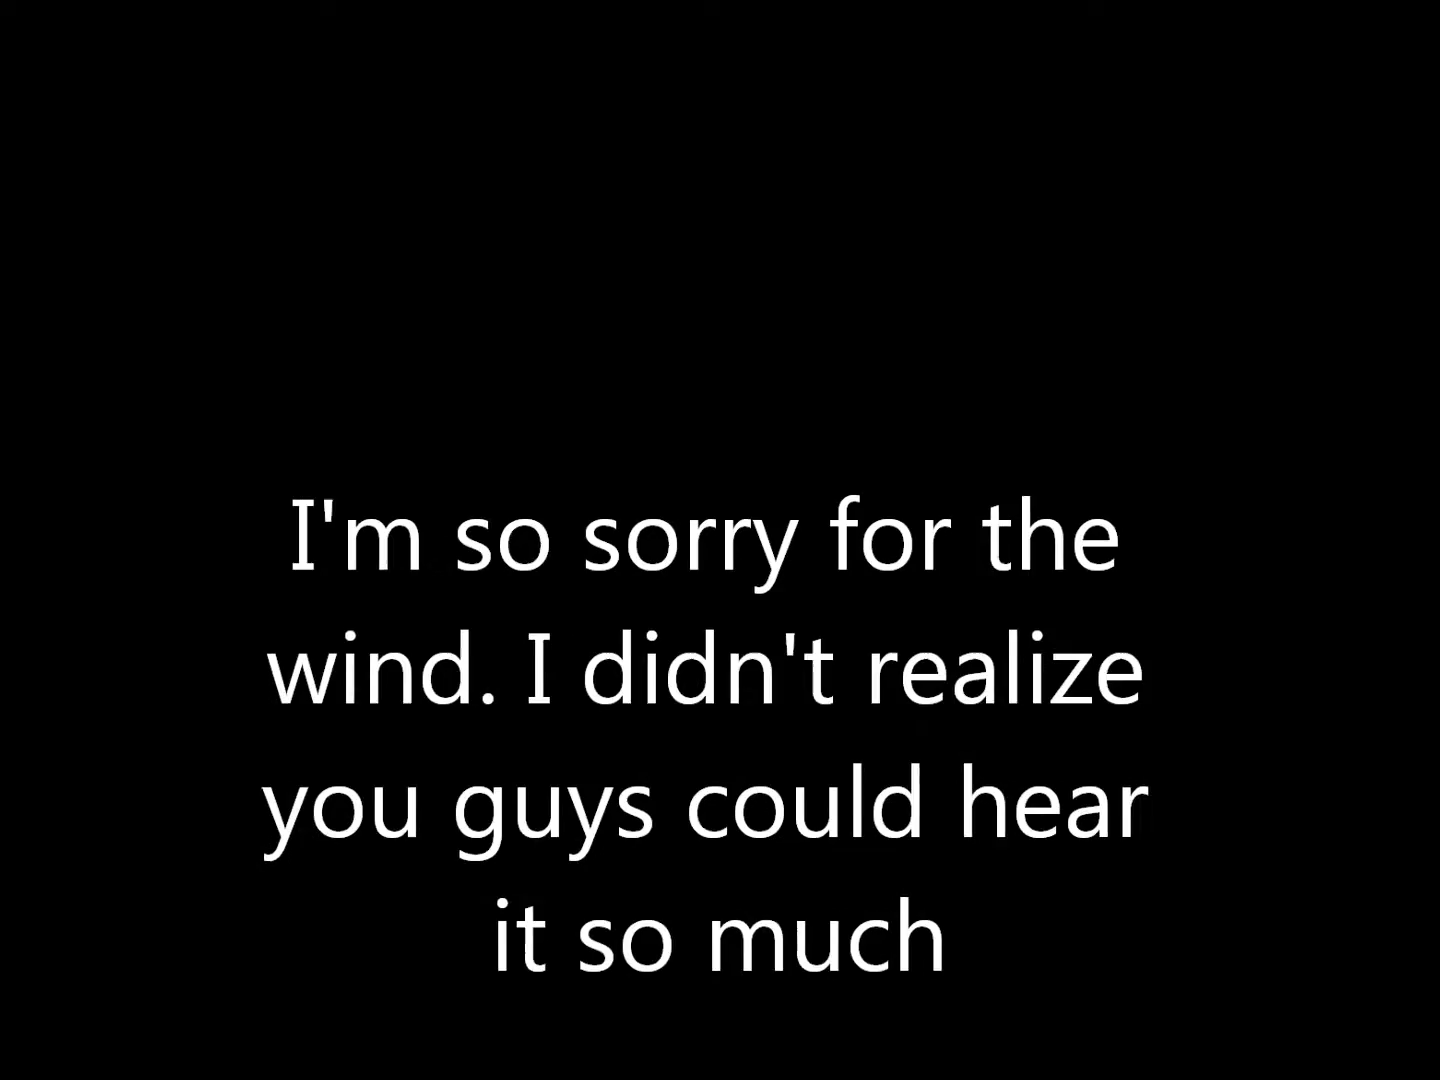 I'm so sorry for the
wind. I didn't realize
you guys could hear
it so much